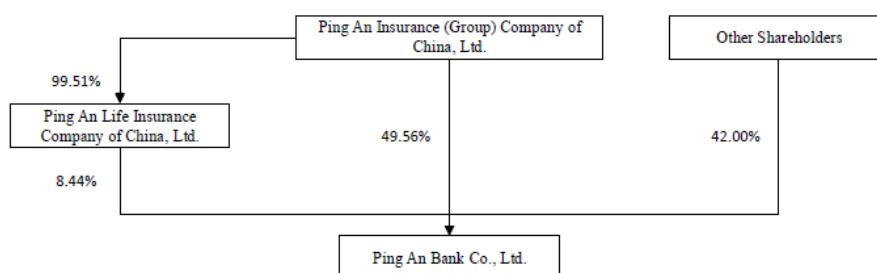 Ping An Insurance (Group) Company of
China, Ltd.
Other Shareholders
99.51%
Ping An Life Insurance
Company of China, Ltd.
49.56%
42.00%
8.44%
Ping An Bank Co., Ltd.